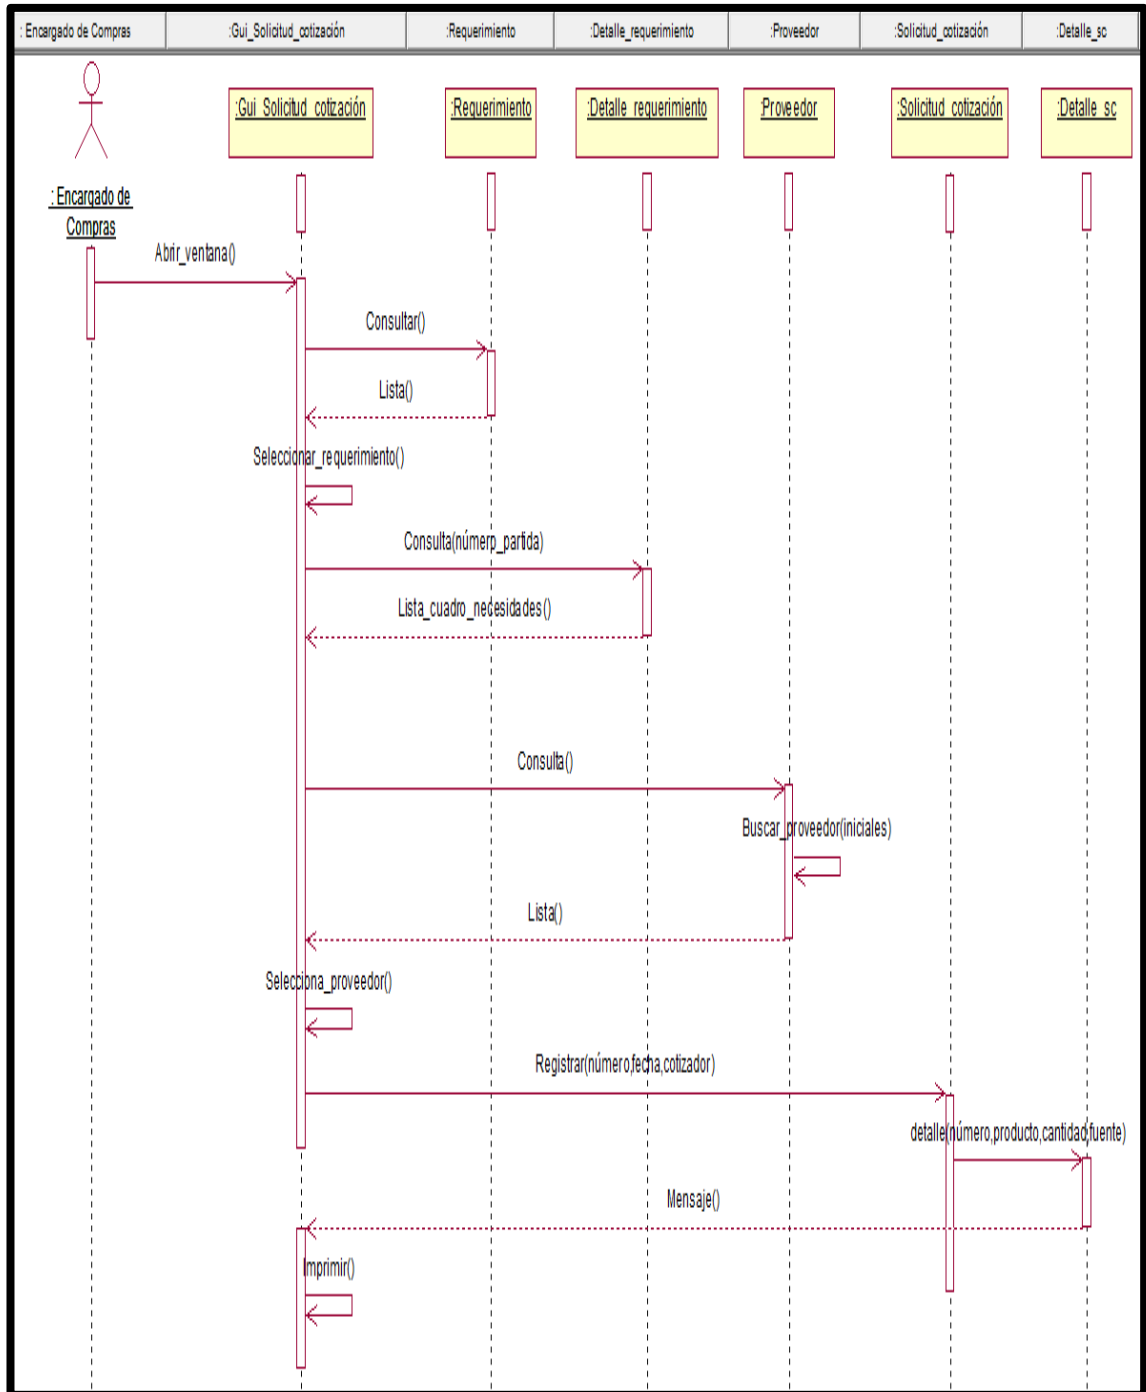 : Encargado de Compras
:Gui_Solicitud_cotización
:Requerimiento
:Detalle_requerimiento
:Proveedor
:Solicitud_cotización
:Detalle_sc
:Gui_Solicitud_cotización
:Requerimiento
:Detalle_requerimiento
:Proveedor
:Solicitud_cotización
:Detalle_sc
: Encargado de
Compras
Abrir_ventana()
Consultar()
Lista()
Seleccionar_requerimiento()
Consulta(númerp_partida)
Lista_cuadro_necesidades()
Consulta()
Buscar_proveedor(iniciales)
Lista()
Selecciona_proveedor()
Registrar(número,fecha,cotizador)
detalle(número,producto,cantidad,fuente)
Mensaje()
Imprimir()